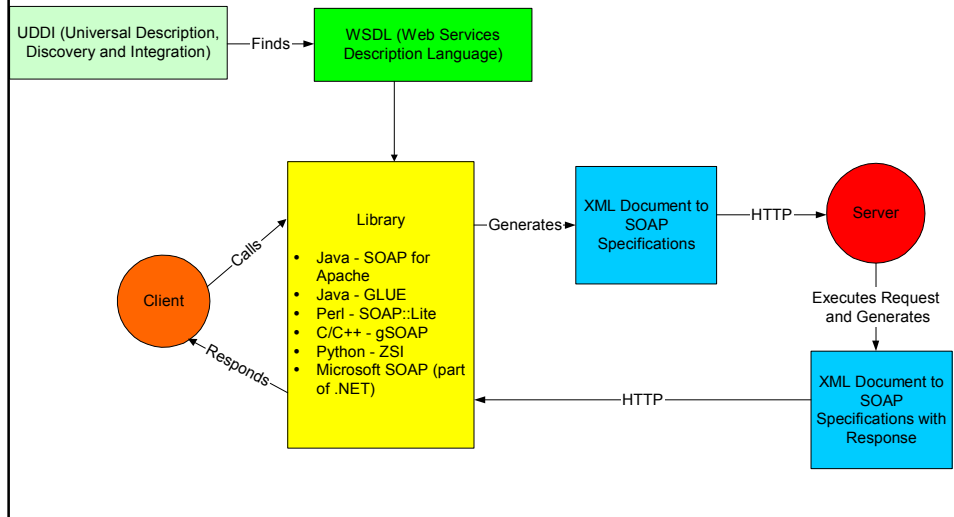 UDDI (Universal Description,
Discovery and Integration)
Finds
WSDL (Web Services
Description Language)
Library
• Java - SOAP for
Apache
• Java - GLUE
• Perl - SOAP::Lite
• C/C++ - gSOAP
• Python - ZSI
• Microsoft SOAP (part
of .NET)
Client
Calls
Responds
Generates
XML Document to
SOAP
Specifications
HTTP
Server
Executes Request
and Generates
XML Document to
SOAP
Specifications with
Response
HTTP